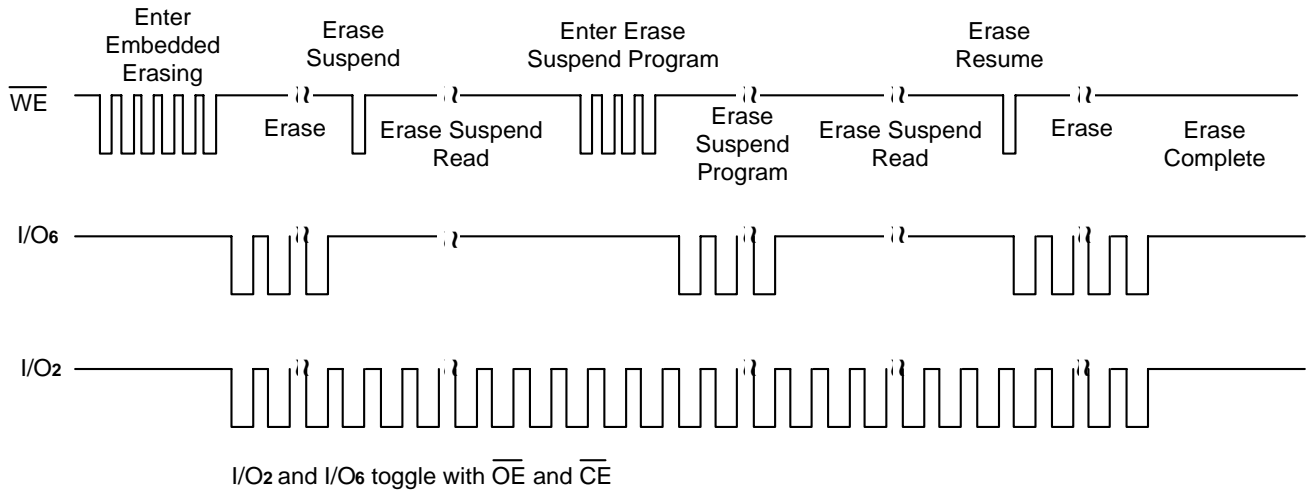 Enter
Embedded
Erasing
Erase
Suspend
Enter Erase
Suspend Program
Erase
Resume
WE
Erase
Erase Suspend
Read
Erase
Suspend
Program
Erase Suspend
Read
Erase
Erase
Complete
I/O6
I/O2
I/O2 and I/O6 toggle with OE and CE